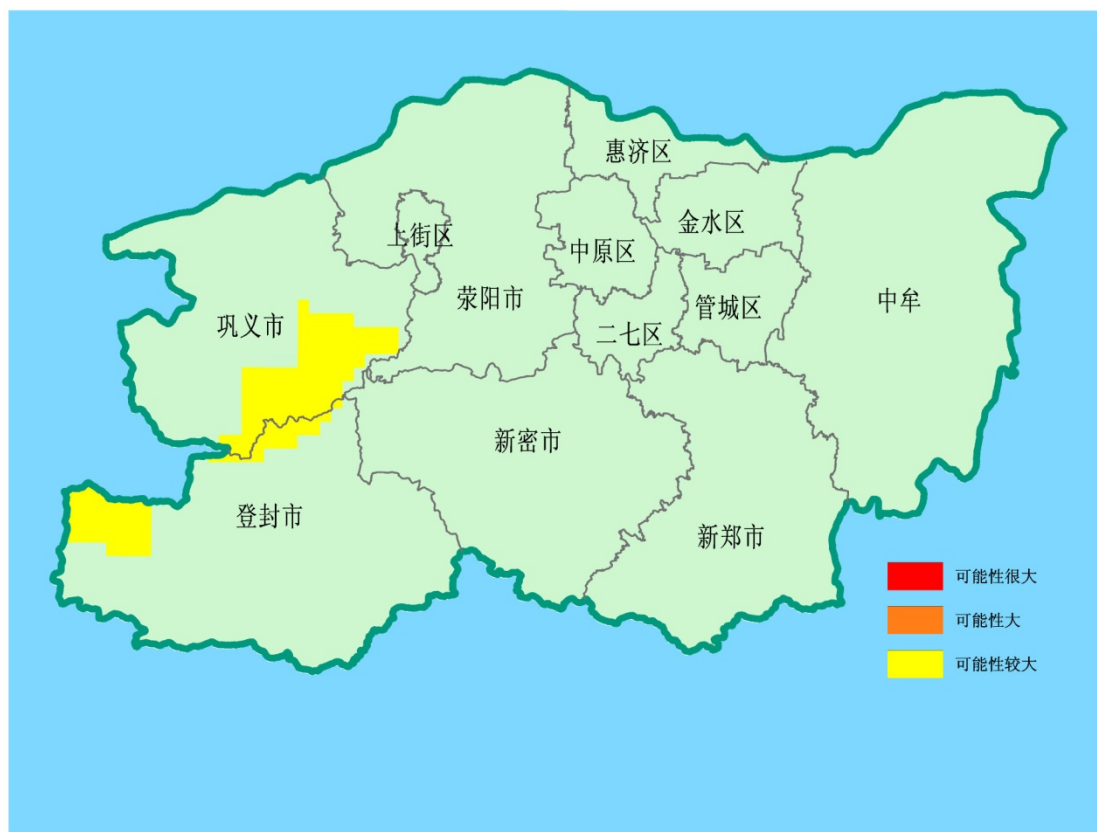 惠济区
金水区
上街区
中原区
荥阳市
中牟
管城区
巩义市
二七区
新密市
登封市
新郑市
可能性很大
可能性大
可能性较大